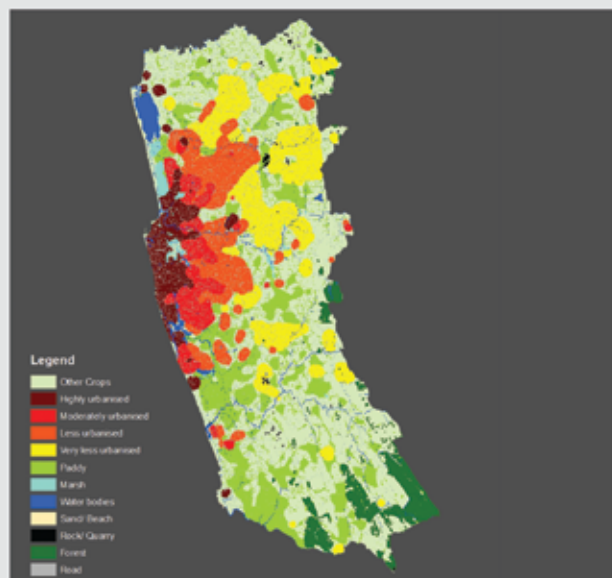 Legend
Other Crops
Highly urbanised
Moderately urbanised
Less urbanised
Very less urbanised
Paddy
Marsh
Water bodies
Sand/ Beach
Rock/ Quarry
Forest
Road